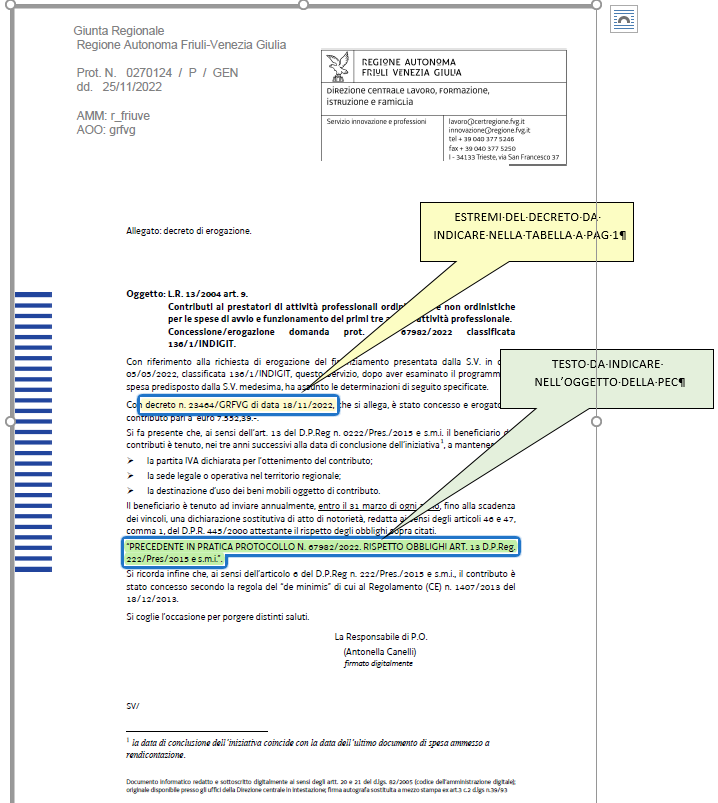 Giunta Regionale
Regione Autonoma Friuli-Venezia Giulia
Prot. N. 0270124 / P / GEN
dd. 25/11/2022
AMM: r_friuve
AOO: grfvg
REGIONE AUTONOMA
FRIULI VENEZIA GIULIA
DIREZIONE CENTRALE LAVORO, FORMAZIONE,
ISTRUZIONE E FAMIGLIA
Servizio innovazione e professioni
lavoro@certregione.fvg.it
innovazione@regione.fvg.it
tel + 39 040 377 5246
fax + 39 040 377 5250
I - 34133 Trieste, via San Francesco 37
ESTREMI·DEL·DECRETO·DA·
INDICARE·NELLA·TABELLA·A·PAG·1¶
Allegato: decreto di erogazione.
Oggetto: L.R. 13/2004 art. 9.
Contributi ai prestatori di attività professionali e non ordinistiche
per le spese di avvio e funzionamento dei primi tre attività professionale.
Concessione/erogazione domanda prot. 67982/2022 classificata
136/1/INDIGIT.
Con riferimento alla richiesta di erogazione del presentata dalla S.V. in
05/05/2022, classificata 136/1/INDIGIT, questo servizio, dopo aver esaminato il
spesa predisposto dalla S.V. medesima, ha assunto le determinazioni di seguito specificate.
TESTO·DA·INDICARE·
NELL'OGGETTO·DELLA·PEC¶
Con decreto n. 23464/GRFVG di data 18/11/2022, che si allega, è stato concesso e
contributo pari a euro 7.552,39.-.
Si fa presente che, ai sensi dell'art. 13 del D.P.Reg n. 0222/Pres./2015 e s.m.i. il beneficiario
contributi è tenuto, nei tre anni successivi alla data di conclusione dell'iniziativa¹, a
➢ la partita IVA dichiarata per l'ottenimento del contributo;
➢ la sede legale o operativa nel territorio regionale;
➢ la destinazione d'uso dei beni mobili oggetto di contributo.
Il beneficiario è tenuto ad inviare annualmente, entro il 31 marzo di ogni anno, fino alla scadenza
dei vincoli, una dichiarazione sostitutiva di atto di notorietà, redatta ai sensi degli articoli 46 e 47,
comma 1, del D.P.R. 445/2000 attestante il rispetto degli obblighi sopra citati.
"PRECEDENTE IN PRATICA PROTOCOLLO N. 67982/2022. RISPETTO OBBLIGHI ART. 13 D.P.Reg.
222/Pres/2015 e s.m.i.".
Si ricorda infine che, ai sensi dell'articolo 6 del D.P.Reg n. 222/Pres./2015 e s.m.i., il contributo è
stato concesso secondo la regola del "de minimis" di cui al Regolamento (CE) n. 1407/2013 del
18/12/2013.
Si coglie l'occasione per porgere distinti saluti.
La Responsabile di P.O.
(Antonella Canelli)
firmato digitalmente
SV/
¹ la data di conclusione dell'iniziativa coincide con la data dell'ultimo documento di spesa ammesso a
rendicontazione.
Documento informatico redatto e sottoscritto digitalmente ai sensi degli artt. 20 e 21 del d.lgs. 82/2005 (codice dell'amministrazione digitale);
originale disponibile presso gli uffici della Direzione centrale in intestazione; firma autografa sostituita a mezzo stampa ex art.3 c.2 d.lgs n.39/93